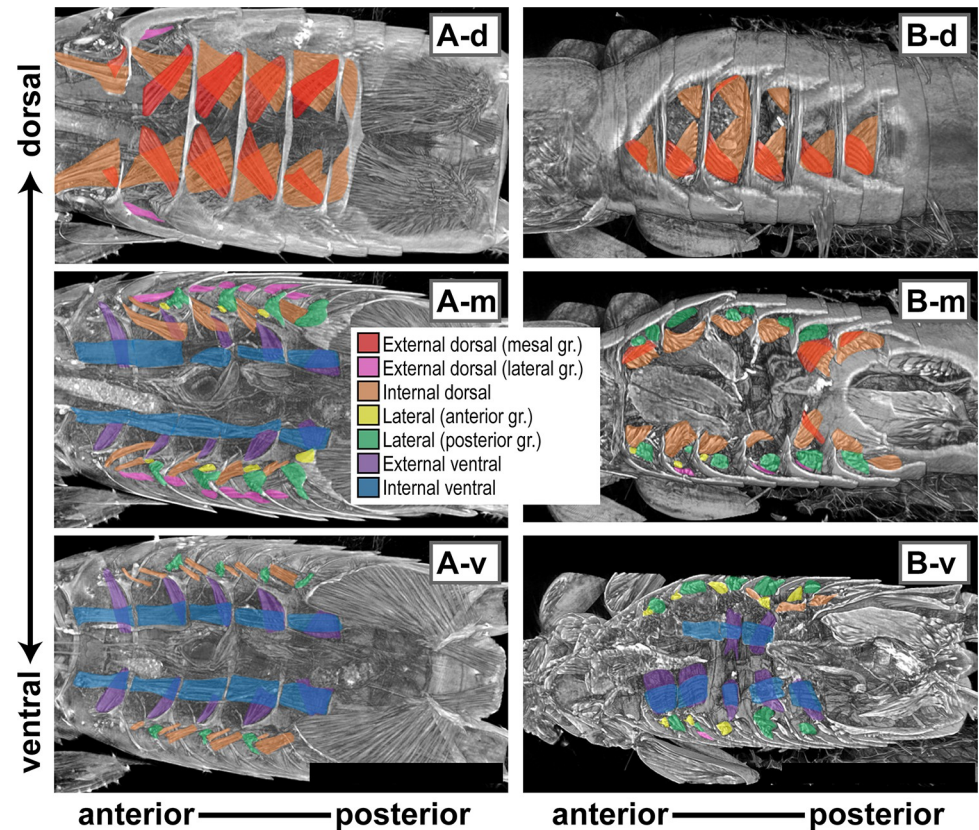 A-d
B-d
dorsal
A-m
B-m
External dorsal (mesal gr.)
External dorsal (lateral gr.)
Internal dorsal
Lateral (anterior gr.)
Lateral (posterior gr.)
External ventral
Internal ventral
A-v
B-v
ventral
anterior
posterior
anterior
posterior